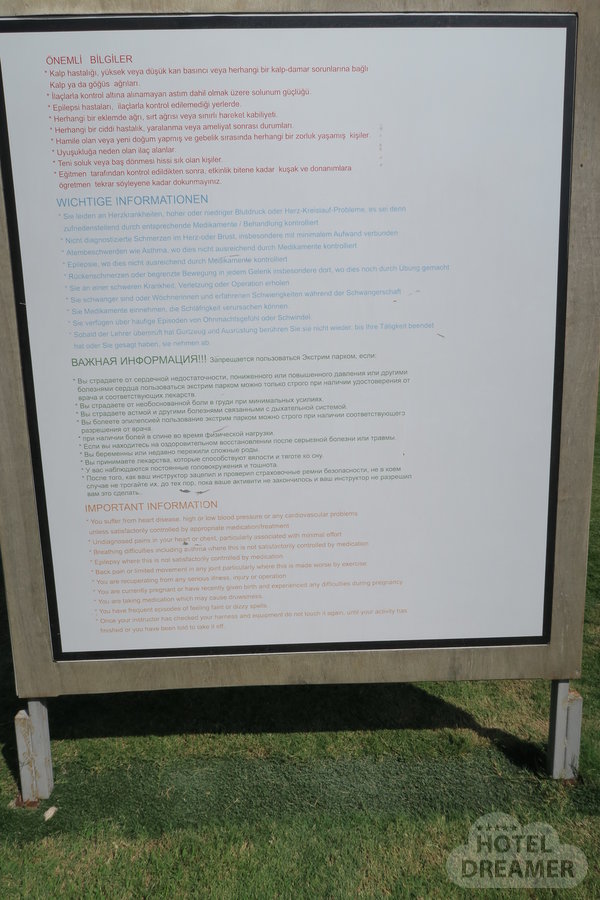 ÖNEMLİ BİLGİLER
* Kalp hastalığı, yüksek veya düşük kan basıncı veya herhangi bir kalp-damar sorunlarına bağlı
Kalp ya da göğüs ağrıları.
* İlaçlarla kontrol altına alınamayan astım dahil olmak üzere solunum güçlüğü.
* Epilepsi hastaları, ilaçlarla kontrol edilemediği yerlerde.
* Herhangi bir eklemde ağrı, sırt ağrısı veya sınırlı hareket kabiliyeti.
* Herhangi bir ciddi hastalık, yaralanma veya ameliyat sonrası durumları.
* Hamile olan veya yeni doğum yapmış ve gebelik sırasında herhangi bir zorluk yaşamış kişiler.
* Uyuşukluğa neden olan ilaç alanlar.
* Teni soluk veya baş dönmesi hissi sık olan kişiler.
* Eğitmen tarafından kontrol edildikten sonra, etkinlik bitene kadar kuşak ve donanımlara
ögretmen tekrar söyleyene kadar dokunmayınız.
WICHTIGE INFORMATIONEN
* Sie leiden an Herzkrankheiten, hoher oder niedriger Blutdruck oder Herz-Kreislauf-Probleme, es sei denn
zufriedenstellend durch entsprechende Medikamente / Behandlung kontrolliert
* Nicht diagnostizierte Schmerzen im Herz-oder Brust, insbesondere mit minimalem Aufwand verbunden
* Atembeschwerden wie Asthma, wo dies nicht ausreichend durch Medikamente kontrolliert
* Epilepsie, wo dies nicht ausreichend durch Medikamente kontrolliert
* Rückenschmerzen oder begrenzte Bewegung in jedem Gelenk insbesondere dort, wo dies noch durch Übung gemacht
* Sie an einer schweren Krankheit, Verletzung oder Operation erholen
* Sie schwanger sind oder Wöchnerinnen und erfahrenen Schwierigkeiten während der Schwangerschaft
* Sie Medikamente einnehmen, die Schläfrigkeit verursachen können.
* Sie verfügen über häufige Episoden von Ohnmachtsgefühl oder Schwindel.
* Sobald der Lehrer überprüft hat Gurtzeug und Ausrüstung berühren Sie sie nicht wieder, bis Ihre Tätigkeit beendet
hat oder Sie gesagt haben, sie nehmen ab.
ВАЖНАЯ ИНФОРМАЦИЯ!!! Запрещается пользоваться Экстрим парком, если:
* Вы страдаете от сердечной недостаточности, пониженного или повышенного давления или другими
болезнями сердца пользоваться экстрим парком можно только строго при наличии удостоверения от
врача и соответствующих лекарств.
* Вы страдаете от необоснованной боли в груди при минимальных усилиях.
* Вы страдаете астмой и другими болезнями связанными с дыхательной системой.
* Вы болеете эпилепсией пользование экстрим парком можно строго при наличии соответствующего
разрешения от врача.
* при наличии болей в спине во время физической нагрузки
* Если вы находитесь на оздоровительном восстановлении после серьезной болезни или травмы.
* Вы беременны или недавно пережили сложные роды.
* Вы принимаете лекарства, которые способствуют вялости и тяготе ко сну.
* У вас наблюдаются постоянные головокружения и тошнота.
* После того, как ваш инструктор зацепил и проверил страховочные ремни безопасности, не в коем
случае не трогайте их, до тех пор, пока ваше активити не закончилось и ваш инструктор не разрешил
вам это сделать.
IMPORTANT INFORMATION
* You suffer from heart disease, high or low blood pressure or any cardiovascular problems
unless satisfactorily controlled by appropriate medication/treatment
* Undiagnosed pains in your heart or chest, particularly associated with minimal effort
* Breathing difficulties including asthma where this is not satisfactorily controlled by medication
* Epilepsy where this is not satisfactorily controlled by medication
* Back pain or limited movement in any joint particularly where this is made worse by exercise
* You are recuperating from any serious illness, injury or operation
* You are currently pregnant or have recently given birth and experienced any difficulties during pregnancy
* You are taking medication which may cause drowsiness.
* You have frequent episodes of feeling faint or dizzy spells.
* Once your instructor has checked your harness and equipment do not touch it again, until your activity has
finished or you have been told to take it off.
HOTEL
DREAMER